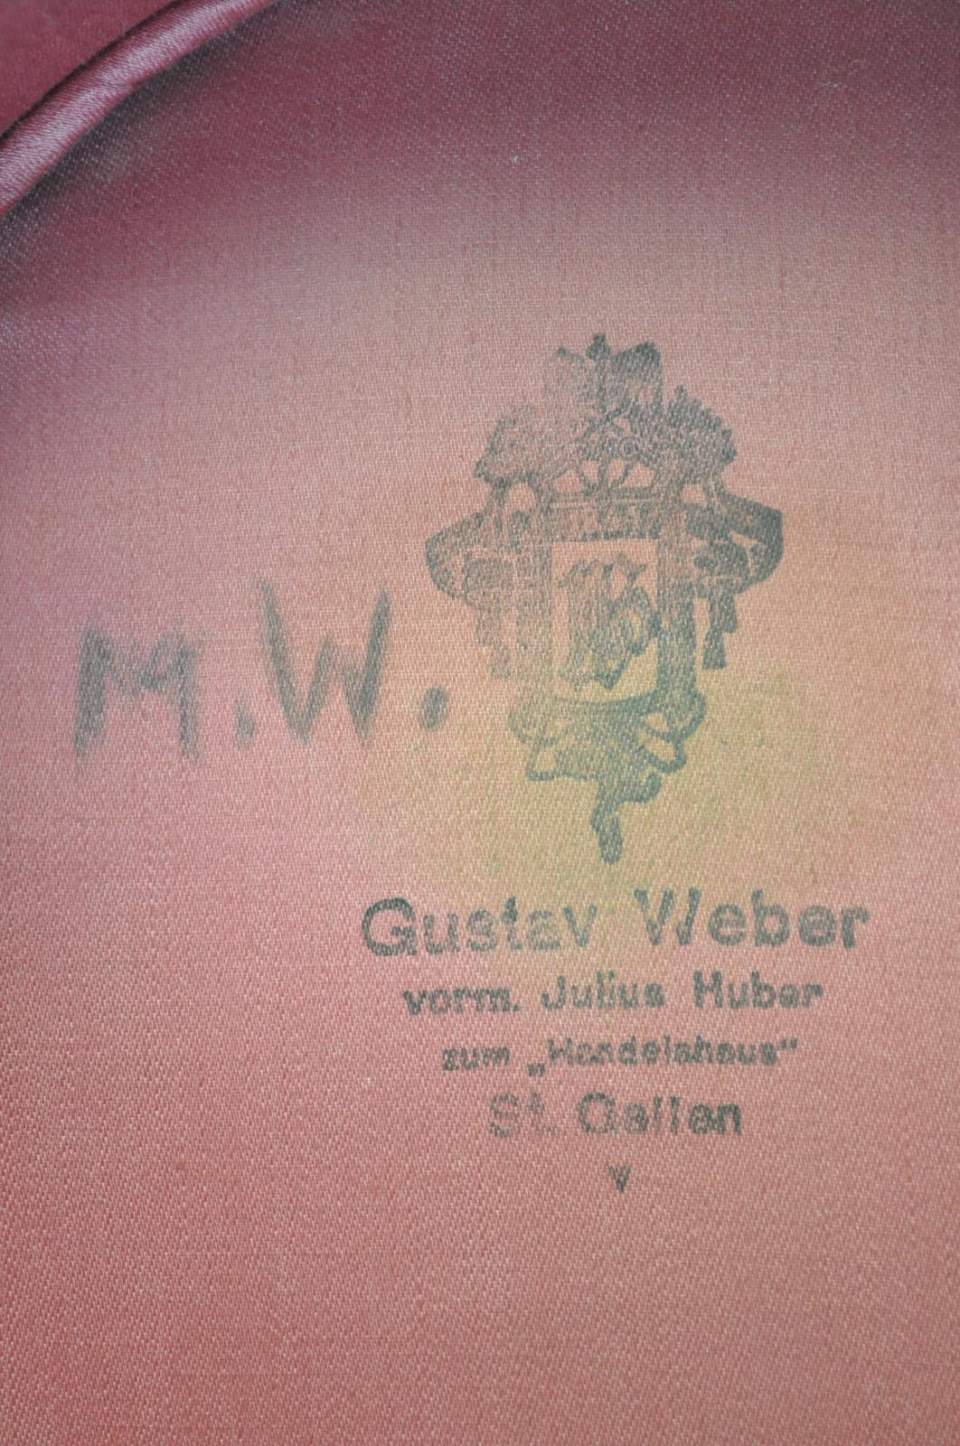 M.W.
Gustav Weber
vorm. Julius Huber
zum „Handelshaus“
St. Gallen